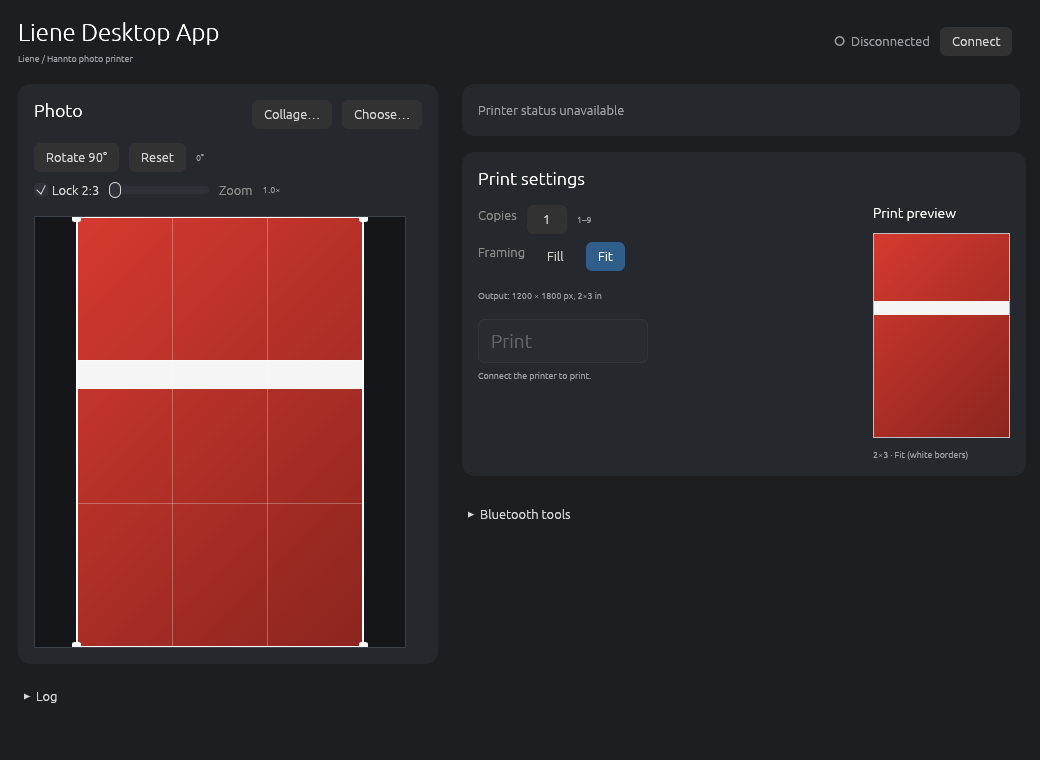 Liene Desktop App
Liene / Hannto photo printer
Disconnected
Connect
Photo
Collage...
Choose...
Rotate 90°
Reset
0°
Lock 2:3
Zoom
1.0×
Log
Printer status unavailable
Print settings
Copies
1
1–9
Framing
Fill
Fit
Output: 1200 × 1800 px, 2×3 in
Print
Connect the printer to print.
Print preview
2×3 · Fit (white borders)
Bluetooth tools